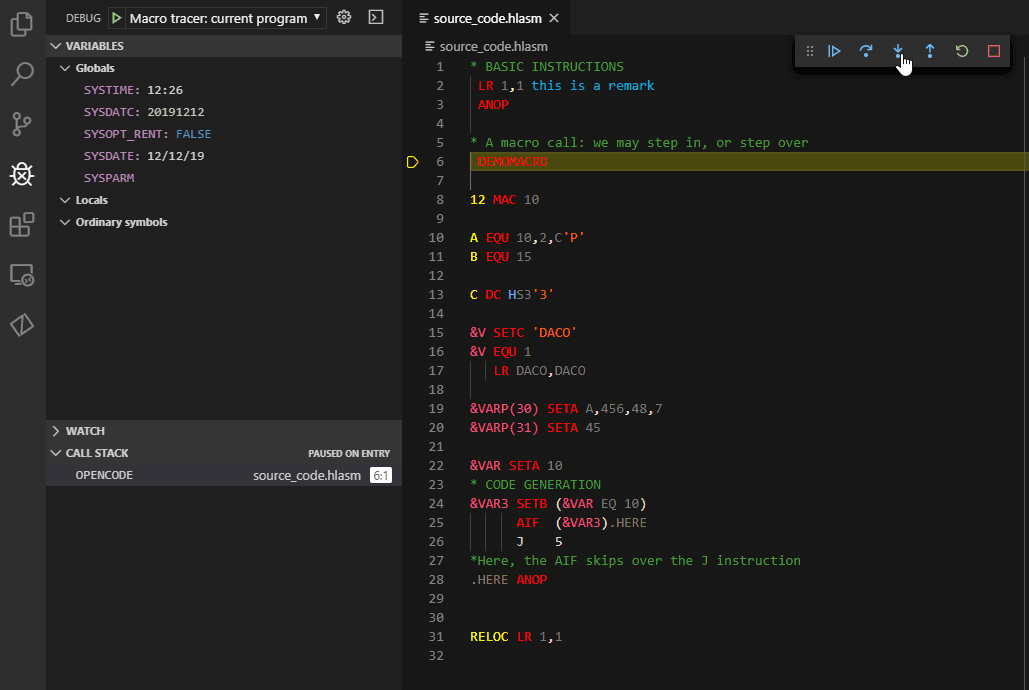 DEBUG Macro tracer: current program
VARIABLES
Globals
SYSTIME: 12:26
SYSDATC: 20191212
SYSOPT_RENT: FALSE
SYSDATE: 12/12/19
SYSPARM
Locals
Ordinary symbols
WATCH
CALL STACK PAUSED ON ENTRY
OPENCODE source_code.hlasm 6:1
source_code.hlasm
source_code.hlasm
1 * BASIC INSTRUCTIONS
2 LR 1,1 this is a remark
3 ANOP
4
5 * A macro call: we may step in, or step over
6 DEMOMACRO
7
8 12 MAC 10
9
10 A EQU 10,2,C'P'
11 B EQU 15
12
13 C DC HS3'3'
14
15 &V SETC 'DACO'
16 &V EQU 1
17 LR DACO,DACO
18
19 &VARP(30) SETA A,456,48,7
20 &VARP(31) SETA 45
21
22 &VAR SETA 10
23 * CODE GENERATION
24 &VAR3 SETB (&VAR EQ 10)
25 AIF (&VAR3).HERE
26 J 5
27 *Here, the AIF skips over the J instruction
28 .HERE ANOP
29
30
31 RELOC LR 1,1
32